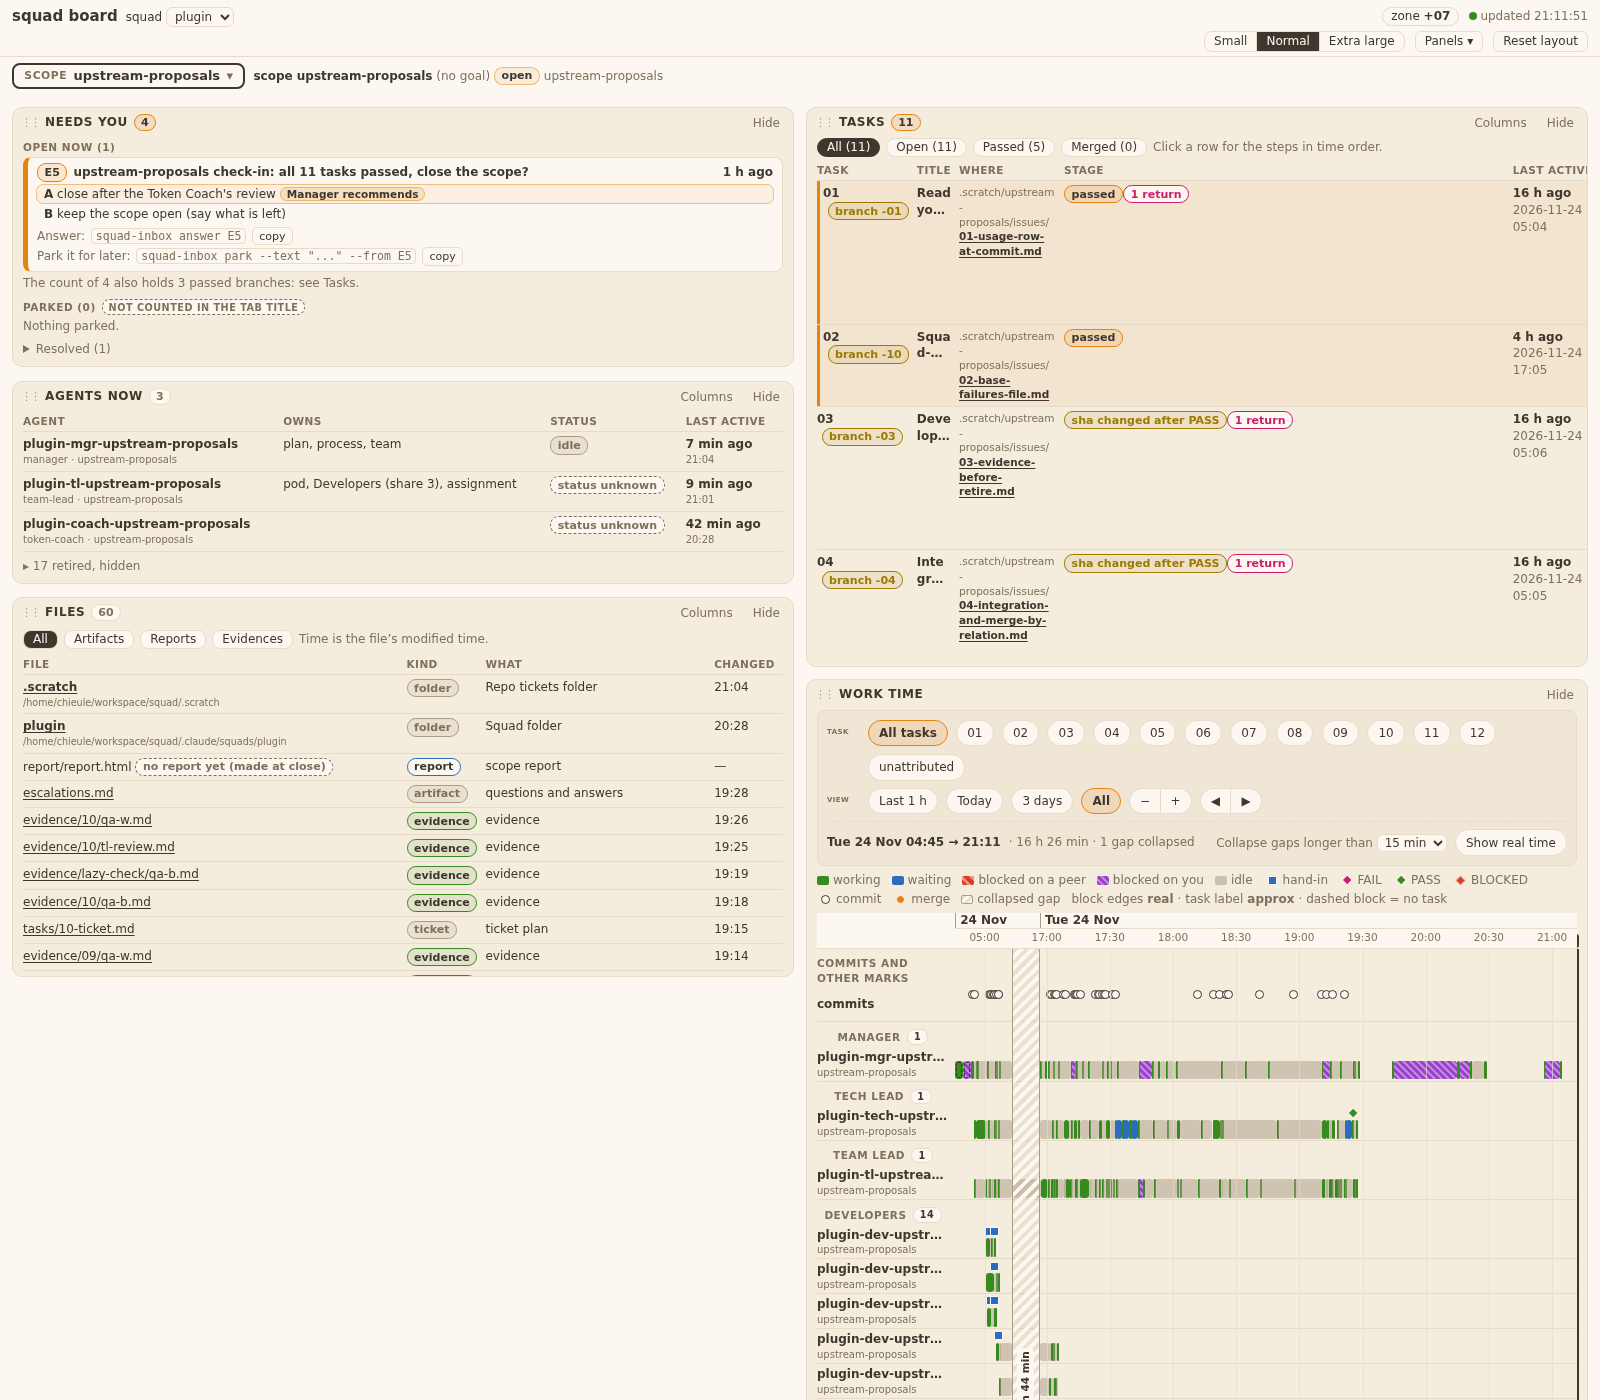 squad board squad plugin
zone +07 updated 21:11:51
Small Normal Extra large Panels ▾ Reset layout
SCOPE upstream-proposals ▾ scope upstream-proposals (no goal) open upstream-proposals
NEEDS YOU 4 Hide
OPEN NOW (1)
E5 upstream-proposals check-in: all 11 tasks passed, close the scope? 1 h ago
A close after the Token Coach's review Manager recommends
B keep the scope open (say what is left)
Answer: squad-inbox answer E5 copy
Park it for later: squad-inbox park --text "..." --from E5 copy
The count of 4 also holds 3 passed branches: see Tasks.
PARKED (0) NOT COUNTED IN THE TAB TITLE
Nothing parked.
▶ Resolved (1)
AGENTS NOW 3 Columns Hide
AGENT OWNS STATUS LAST ACTIVE
plugin-mgr-upstream-proposals plan, process, team idle 7 min ago
manager · upstream-proposals 21:04
plugin-tl-upstream-proposals pod, Developers (share 3), assignment status unknown 9 min ago
team-lead · upstream-proposals 21:01
plugin-coach-upstream-proposals status unknown 42 min ago
token-coach · upstream-proposals 20:28
▸ 17 retired, hidden
FILES 60 Columns Hide
All Artifacts Reports Evidences Time is the file’s modified time.
FILE KIND WHAT CHANGED
.scratch folder Repo tickets folder 21:04
/home/chieule/workspace/squad/.scratch
plugin folder Squad folder 20:28
/home/chieule/workspace/squad/.claude/squads/plugin
report/report.html no report yet (made at close) report scope report —
escalations.md artifact questions and answers 19:28
evidence/10/qa-w.md evidence evidence 19:26
evidence/10/tl-review.md evidence evidence 19:25
evidence/lazy-check/qa-b.md evidence evidence 19:19
evidence/10/qa-b.md evidence evidence 19:18
tasks/10-ticket.md ticket ticket plan 19:15
evidence/09/qa-w.md evidence evidence 19:14
TASKS 11 Columns Hide
All (11) Open (11) Passed (5) Merged (0) Click a row for the steps in time order.
TASK TITLE WHERE STAGE LAST ACTIVI
01 Read .scratch/upstream passed 1 return 16 h ago
branch -01 yo… - 2026-11-24
proposals/issues/ 05:04
01-usage-row-
at-commit.md
02 Squa .scratch/upstream passed 4 h ago
branch -10 d-… - 2026-11-24
proposals/issues/ 17:05
02-base-
failures-file.md
03 Deve .scratch/upstream sha changed after PASS 1 return 16 h ago
branch -03 lop… - 2026-11-24
proposals/issues/ 05:06
03-evidence-
before-
retire.md
04 Inte .scratch/upstream sha changed after PASS 1 return 16 h ago
branch -04 gr… - 2026-11-24
proposals/issues/ 05:05
04-integration-
and-merge-by-
relation.md
WORK TIME Hide
TASK All tasks 01 02 03 04 05 06 07 08 09 10 11 12
unattributed
VIEW Last 1 h Today 3 days All − + ◀ ▶
Tue 24 Nov 04:45 → 21:11 · 16 h 26 min · 1 gap collapsed Collapse gaps longer than 15 min Show real time
working waiting blocked on a peer blocked on you idle hand-in FAIL PASS BLOCKED
commit merge collapsed gap block edges real · task label approx · dashed block = no task
24 Nov Tue 24 Nov
05:00 17:00 17:30 18:00 18:30 19:00 19:30 20:00 20:30 21:00
COMMITS AND
OTHER MARKS
commits
MANAGER 1
plugin-mgr-upstr…
upstream-proposals
TECH LEAD 1
plugin-tech-upstr…
upstream-proposals
TEAM LEAD 1
plugin-tl-upstrea…
upstream-proposals
DEVELOPERS 14
plugin-dev-upstr…
upstream-proposals
plugin-dev-upstr…
upstream-proposals
plugin-dev-upstr…
upstream-proposals
plugin-dev-upstr…
upstream-proposals
plugin-dev-upstr…
upstream-proposals
44 min